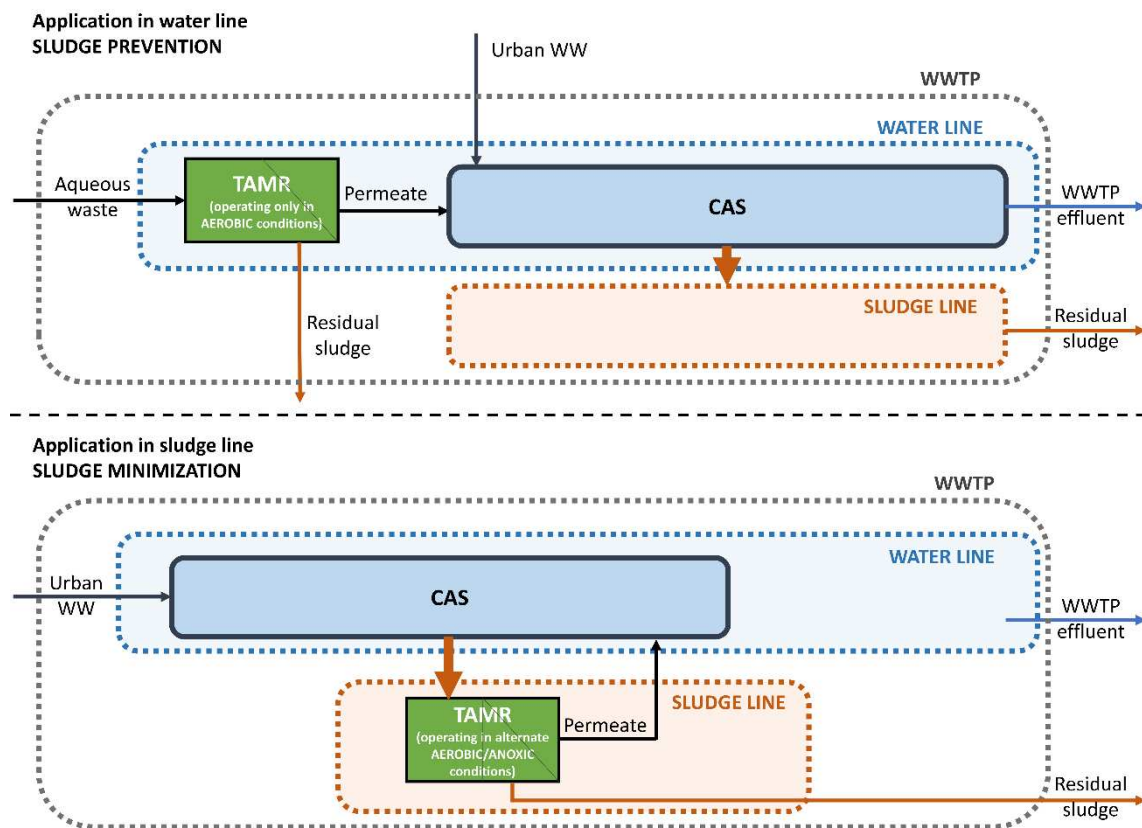 Application in water line
SLUDGE PREVENTION
Urban WW
WWTP
WATER LINE
Aqueous
waste
TAMR
(operating only in
AEROBIC conditions)
Permeate
CAS
WWTP
effluent
SLUDGE LINE
Residual
sludge
Residual
sludge
Application in sludge line
SLUDGE MINIMIZATION
WWTP
WATER LINE
Urban
WW
CAS
WWTP
effluent
SLUDGE LINE
TAMR
(operating in alternate
AEROBIC/ANOXIC
conditions)
Permeate
Residual
sludge